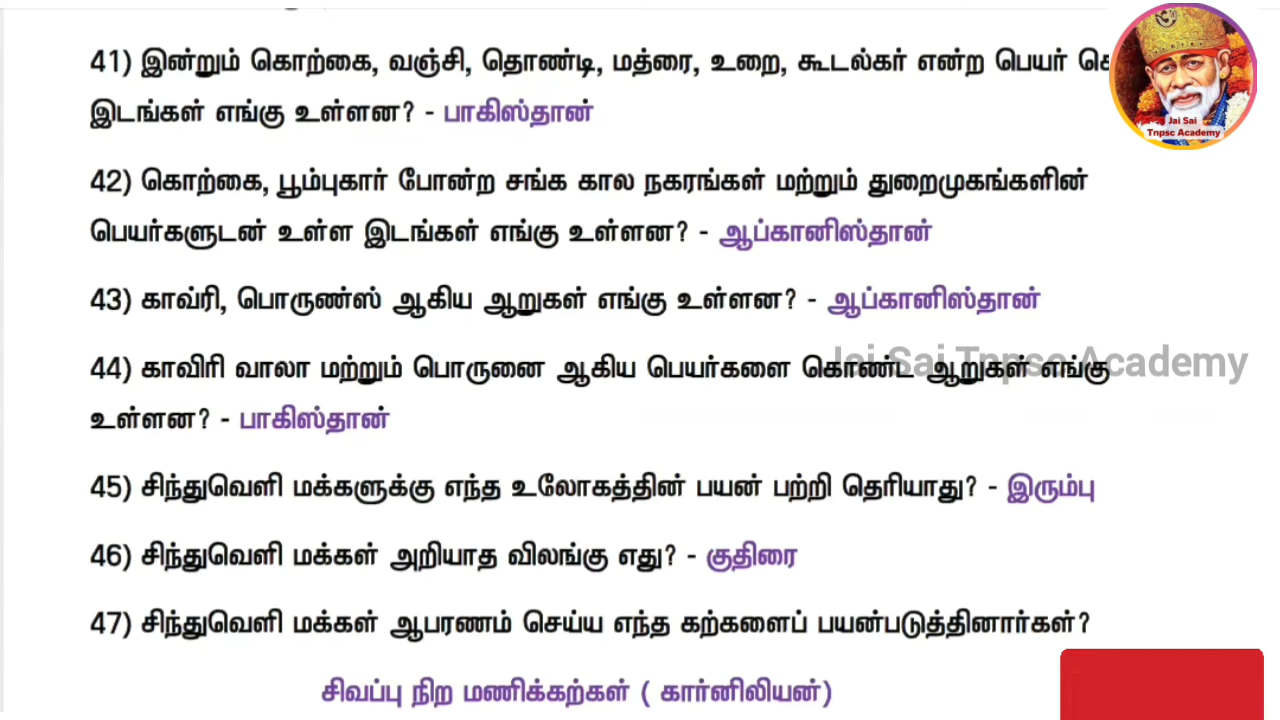 41) இன்றும் கொற்கை, வஞ்சி, தொண்டி, மத்ரை, உறை, கூடல்கர் என்ற பெயர்
இடங்கள் எங்கு உள்ளன? - பாகிஸ்தான்
Jai Sai
Tnpsc Academy
42) கொற்கை, பூம்புகார் போன்ற சங்க கால நகரங்கள் மற்றும் துறைமுகங்களின்
பெயர்களுடன் உள்ள இடங்கள் எங்கு உள்ளன? - ஆப்கானிஸ்தான்
43) காவ்ரி, பொருண்ஸ் ஆகிய ஆறுகள் எங்கு உள்ளன? - ஆப்கானிஸ்தான்
Jai Sai Tnpsc Academy
44) காவிரி வாலா மற்றும் பொருனை ஆகிய பெயர்களை கொண்ட ஆறுகள் எங்கு
உள்ளன? - பாகிஸ்தான்
45) சிந்துவெளி மக்களுக்கு எந்த உலோகத்தின் பயன் பற்றி தெரியாது? - இரும்பு
46) சிந்துவெளி மக்கள் அறியாத விலங்கு எது? - குதிரை
47) சிந்துவெளி மக்கள் ஆபரணம் செய்ய எந்த கற்களைப் பயன்படுத்தினார்கள்?
சிவப்பு நிற மணிக்கற்கள் ( கார்னிலியன்)